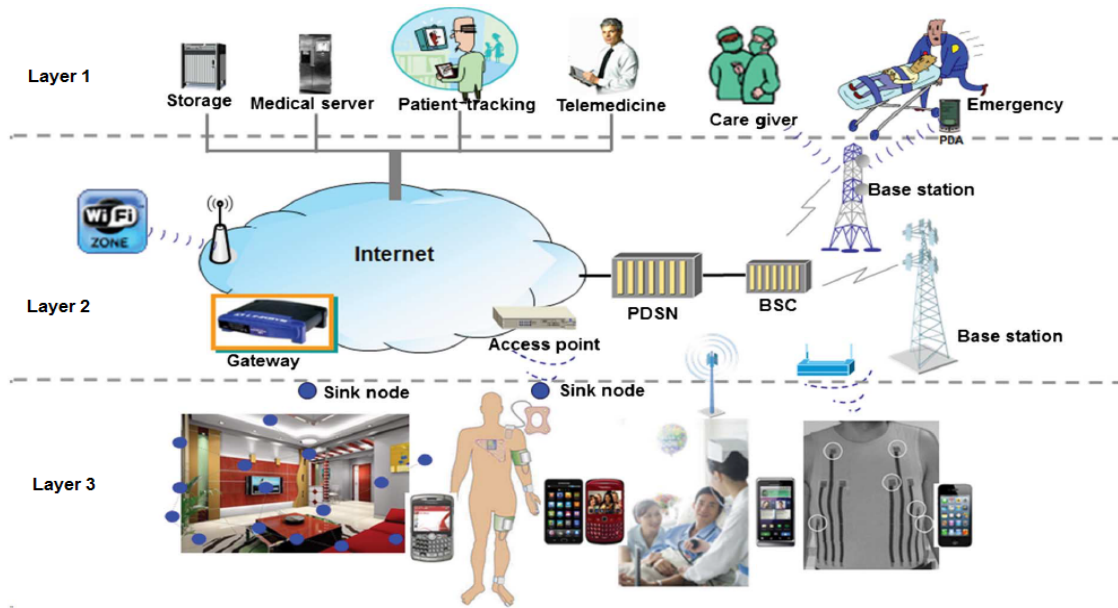 Layer 1
Storage
Medical server
Patient-tracking
Telemedicine
Care giver
Emergency
PDA
Base station
WiFi
ZONE
Internet
Layer 2
PDSN
BSC
Gateway
Access point
Base station
Sink node
Sink node
Layer 3